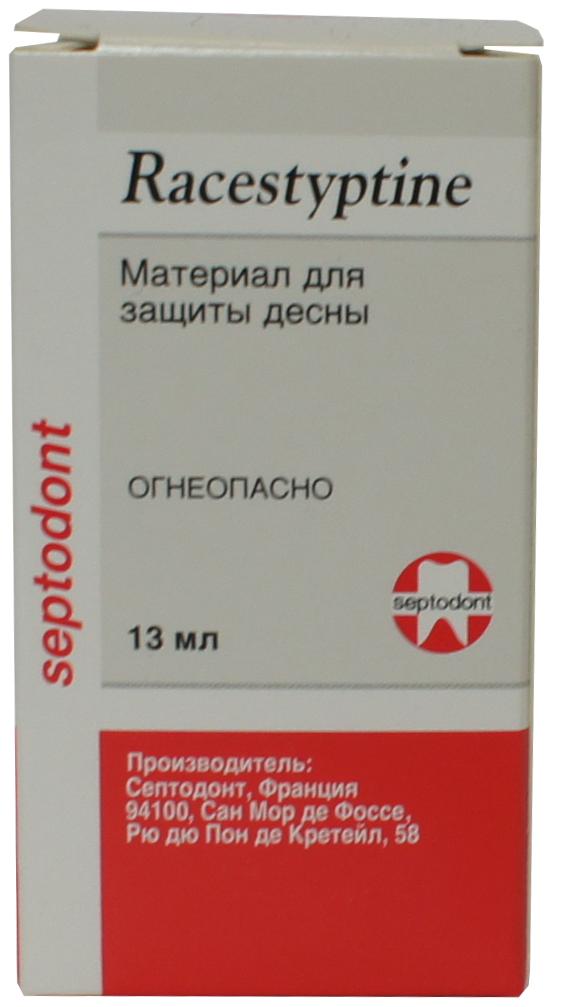 Racestyptine
Материал для
защиты десны
ОГНЕОПАСНО
septodont
13 мл
septodont
Производитель:
Септодонт, Франция
94100, Сан Мор де Фоссе,
Рю дю Пон де Кретейл, 58